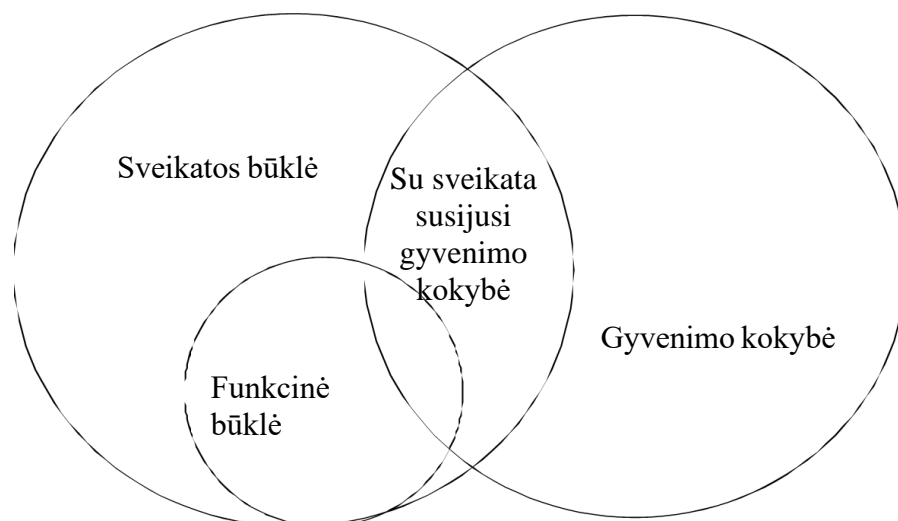 Sveikatos būklė
Su sveikata
susijusi
gyvenimo
kokybė
Gyvenimo kokybė
Funkcinė
būklė